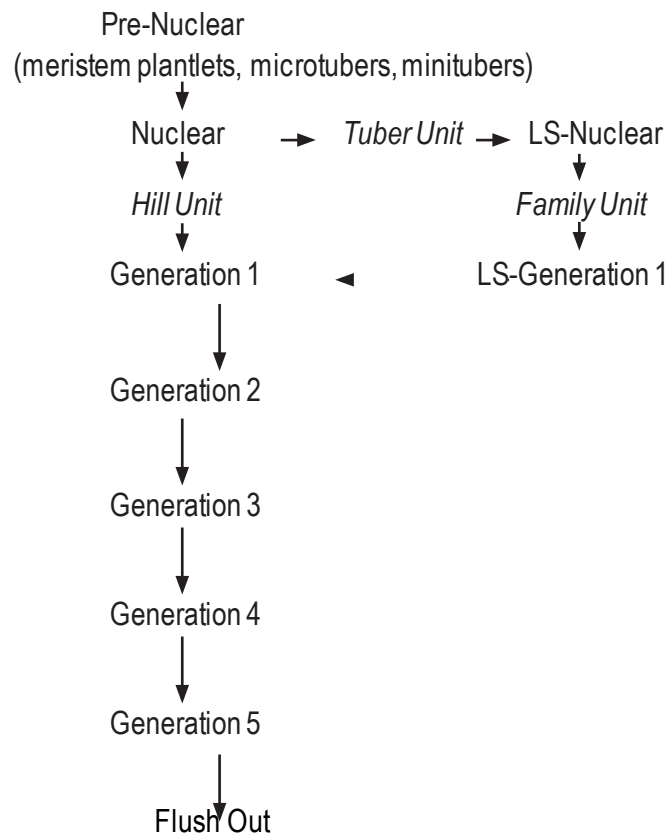 Pre-Nuclear
(meristem plantlets, microtubers, minitubers)
Nuclear Tuber Unit LS-Nuclear
Hill Unit Family Unit
Generation 1 LS-Generation 1
Generation 2
Generation 3
Generation 4
Generation 5
Flush Out